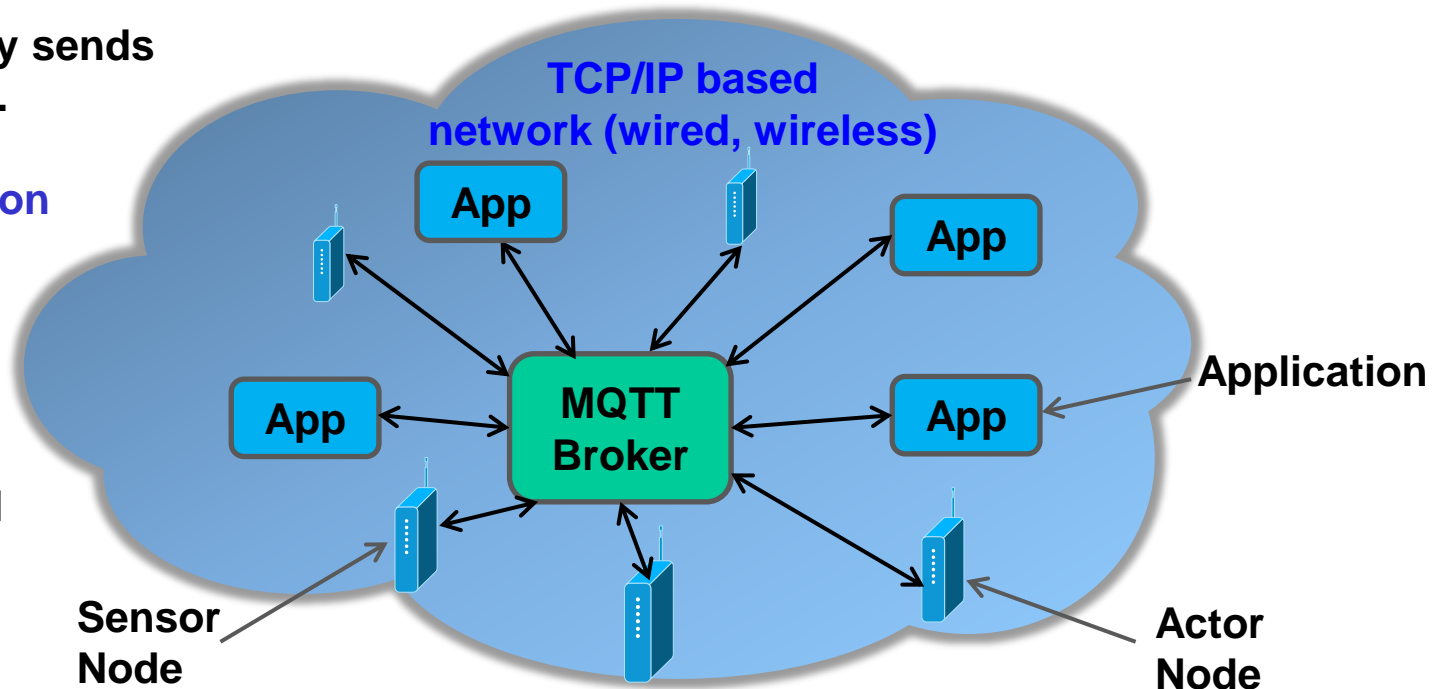 y sends
.
on
TCP/IP based
network (wired, wireless)
App
App
App
MQTT
Broker
App
Application
Sensor
Node
Actor
Node